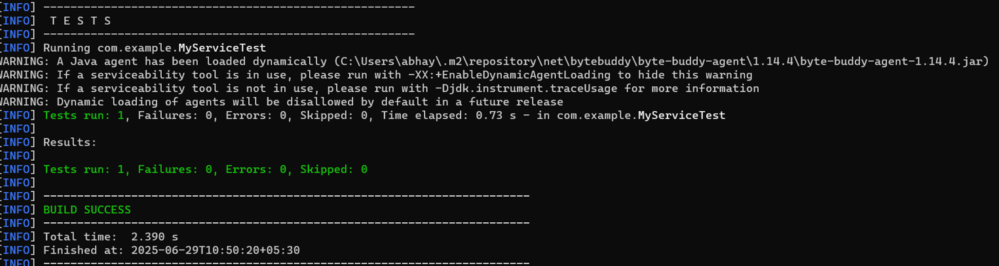 [INFO] -------------------------------------------------------
[INFO]  T E S T S
[INFO] -------------------------------------------------------
[INFO] Running com.example.MyServiceTest
WARNING: A Java agent has been loaded dynamically (C:\Users\abhay\.m2\repository\net\bytebuddy\byte-buddy-agent\1.14.4\byte-buddy-agent-1.14.4.jar)
WARNING: If a serviceability tool is in use, please run with -XX:+EnableDynamicAgentLoading to hide this warning
WARNING: If a serviceability tool is not in use, please run with -Djdk.instrument.traceUsage for more information
WARNING: Dynamic loading of agents will be disallowed by default in a future release
[INFO] Tests run: 1, Failures: 0, Errors: 0, Skipped: 0, Time elapsed: 0.73 s - in com.example.MyServiceTest
[INFO]
[INFO] Results:
[INFO]
[INFO] Tests run: 1, Failures: 0, Errors: 0, Skipped: 0
[INFO]
[INFO] ------------------------------------------------------------------------
[INFO] BUILD SUCCESS
[INFO] ------------------------------------------------------------------------
[INFO] Total time:  2.390 s
[INFO] Finished at: 2025-06-29T10:50:20+05:30
[INFO] ------------------------------------------------------------------------